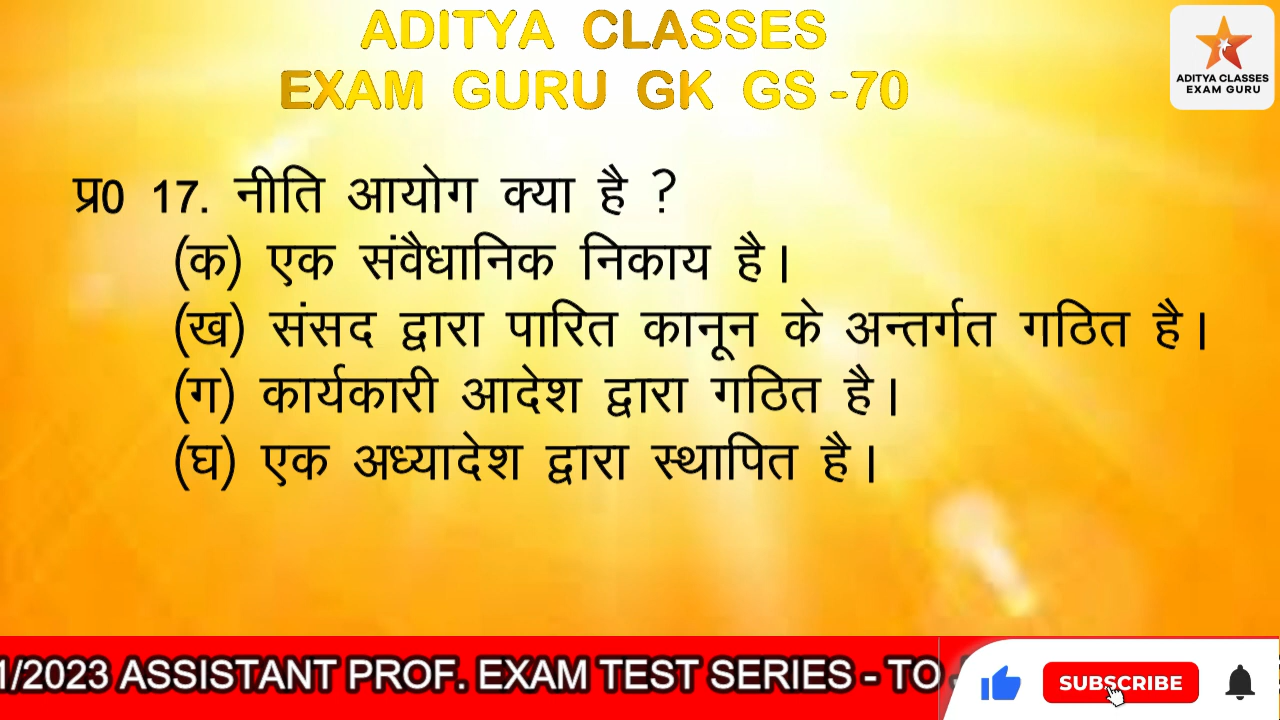 ADITYA CLASSES
EXAM GURU GK GS -70
ADITYA CLASSES
EXAM GURU
प्र0 17. नीति आयोग क्या है ?
(क) एक संवैधानिक निकाय है।
(ख) संसद द्वारा पारित कानून के अन्तर्गत गठित है।
(ग) कार्यकारी आदेश द्वारा गठित है।
(घ) एक अध्यादेश द्वारा स्थापित है।
1/2023 ASSISTANT PROF. EXAM TEST SERIES - TO
SUBSCRIBE